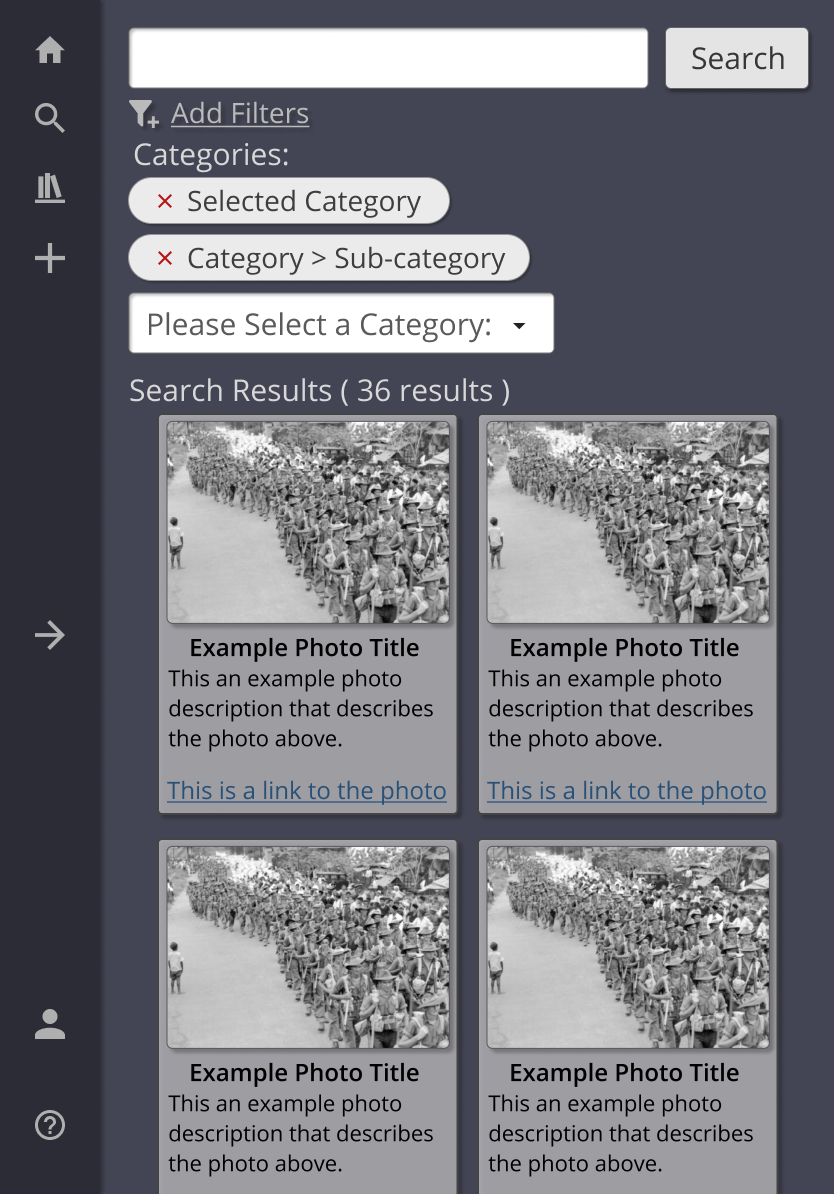 Search
Add Filters
Categories:
× Selected Category
× Category > Sub-category
Please Select a Category:
Search Results ( 36 results )
Example Photo Title
This an example photo
description that describes
the photo above.
This is a link to the photo
Example Photo Title
This an example photo
description that describes
the photo above.
This is a link to the photo
Example Photo Title
This an example photo
description that describes
the photo above.
Example Photo Title
This an example photo
description that describes
the photo above.